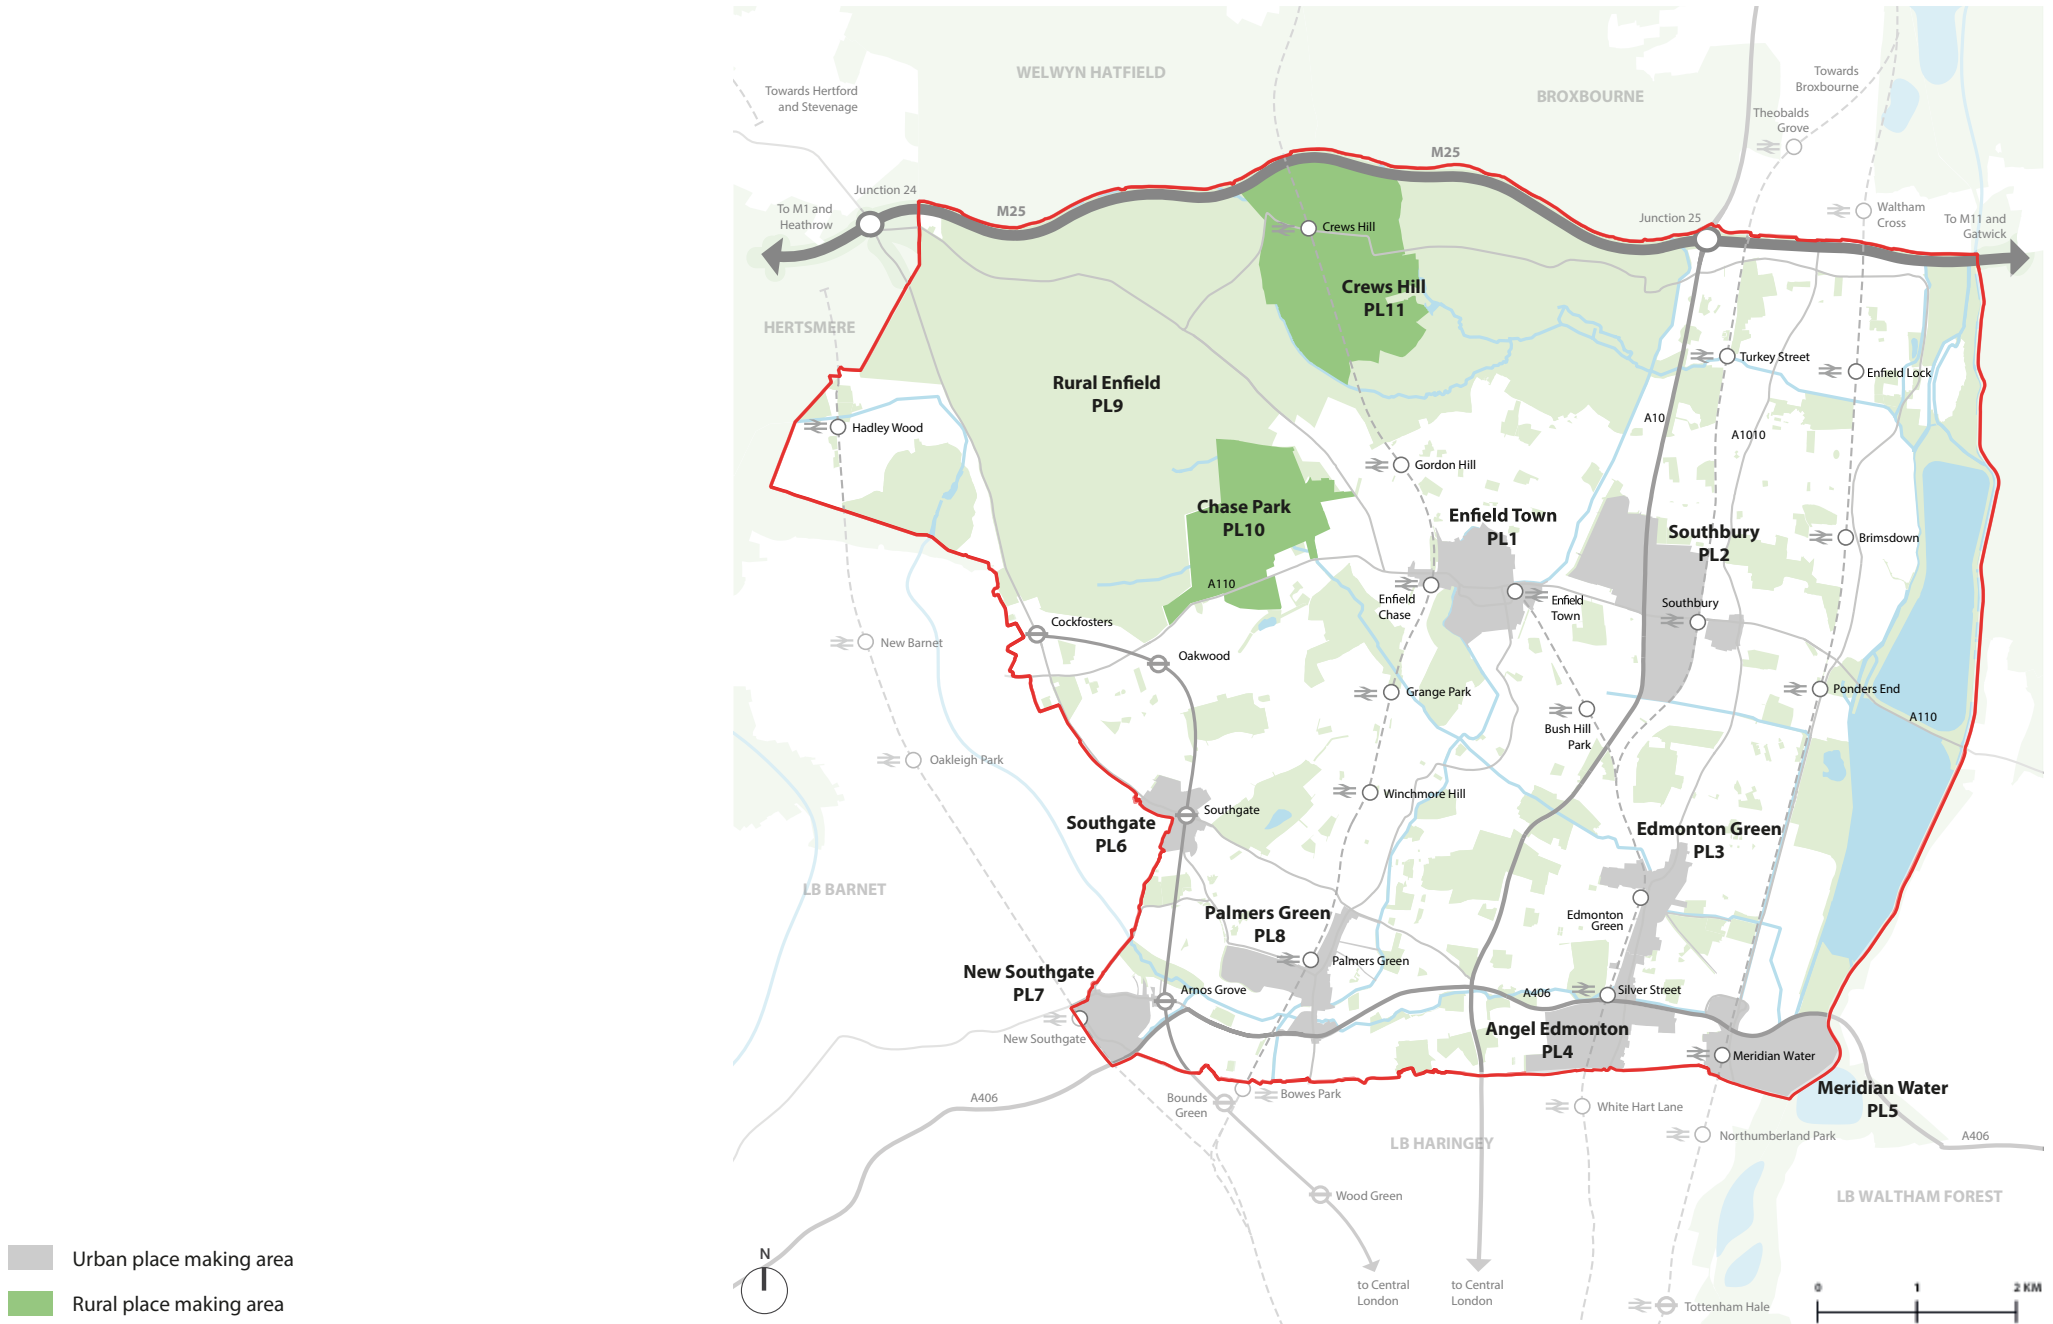 WELWYN HATFIELD
BROXBOURNE
Towards
Broxbourne
Towards Hertford
and Stevenage
Theobalds
Grove
M25
Junction 24
To M1 and
Heathrow
M25
Junction 25
Waltham
Cross
To M11 and
Gatwick
Crews Hill
Crews Hill
PL11
HERTSMERE
Turkey Street
Enfield Lock
Rural Enfield
PL9
A10
A1010
Hadley Wood
Gordon Hill
Chase Park
PL10
Enfield Town
PL1
Southbury
PL2
Brimsdown
A110
Enfield
Chase
Enfield
Town
Southbury
Cockfosters
New Barnet
Oakwood
Grange Park
Ponders End
A110
Bush Hill
Park
Oakleigh Park
Winchmore Hill
Southgate
Southgate
PL6
Edmonton Green
PL3
LB BARNET
Palmers Green
PL8
Edmonton
Green
Palmers Green
New Southgate
PL7
Arnos Grove
A406
Silver Street
New Southgate
Angel Edmonton
PL4
Meridian Water
Meridian Water
PL5
A406
Bounds
Green
Bowes Park
White Hart Lane
LB HARINGEY
Northumberland Park
A406
Wood Green
LB WALTHAM FOREST
N
Urban place making area
Rural place making area
to Central
London
to Central
London
Tottenham Hale
0 1 2 KM